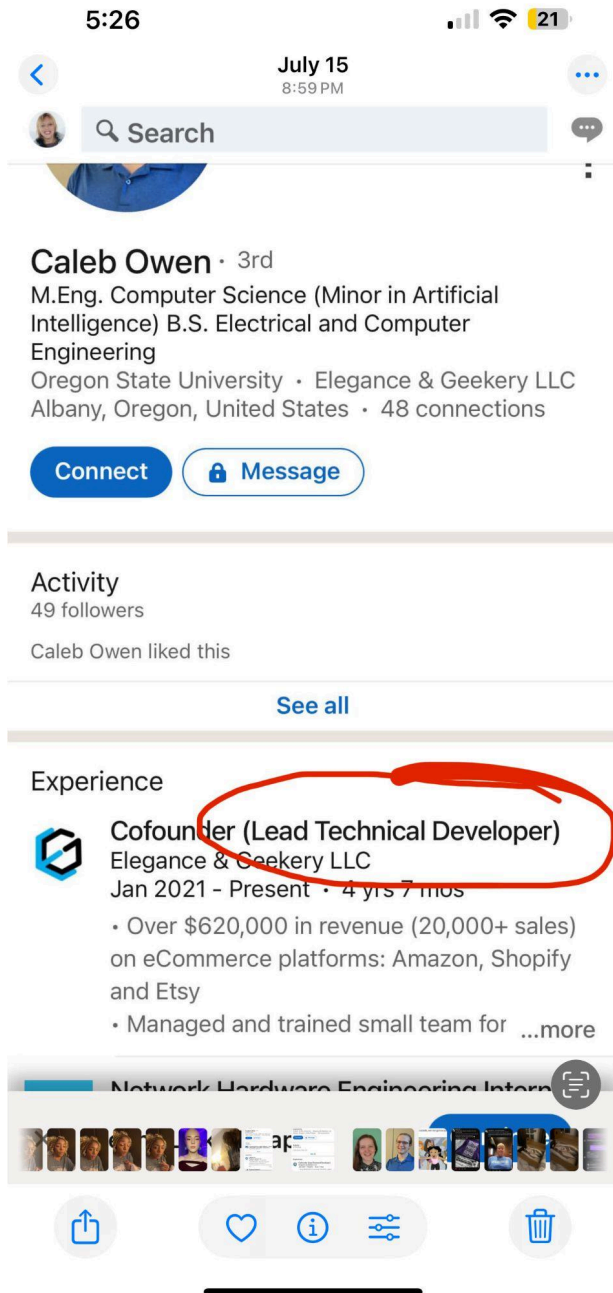 5:26
21
July 15
8:59 PM
Search
Caleb Owen · 3rd
M.Eng. Computer Science (Minor in Artificial
Intelligence) B.S. Electrical and Computer
Engineering
Oregon State University · Elegance & Geekery LLC
Albany, Oregon, United States · 48 connections
Connect
Message
Activity
49 followers
Caleb Owen liked this
See all
Experience
Cofounder (Lead Technical Developer)
Elegance & Geekery LLC
Jan 2021 - Present · 4 yrs 7 mos
• Over $620,000 in revenue (20,000+ sales)
on eCommerce platforms: Amazon, Shopify
and Etsy
• Managed and trained small team for ...more
Network Hardware Engineering Intern